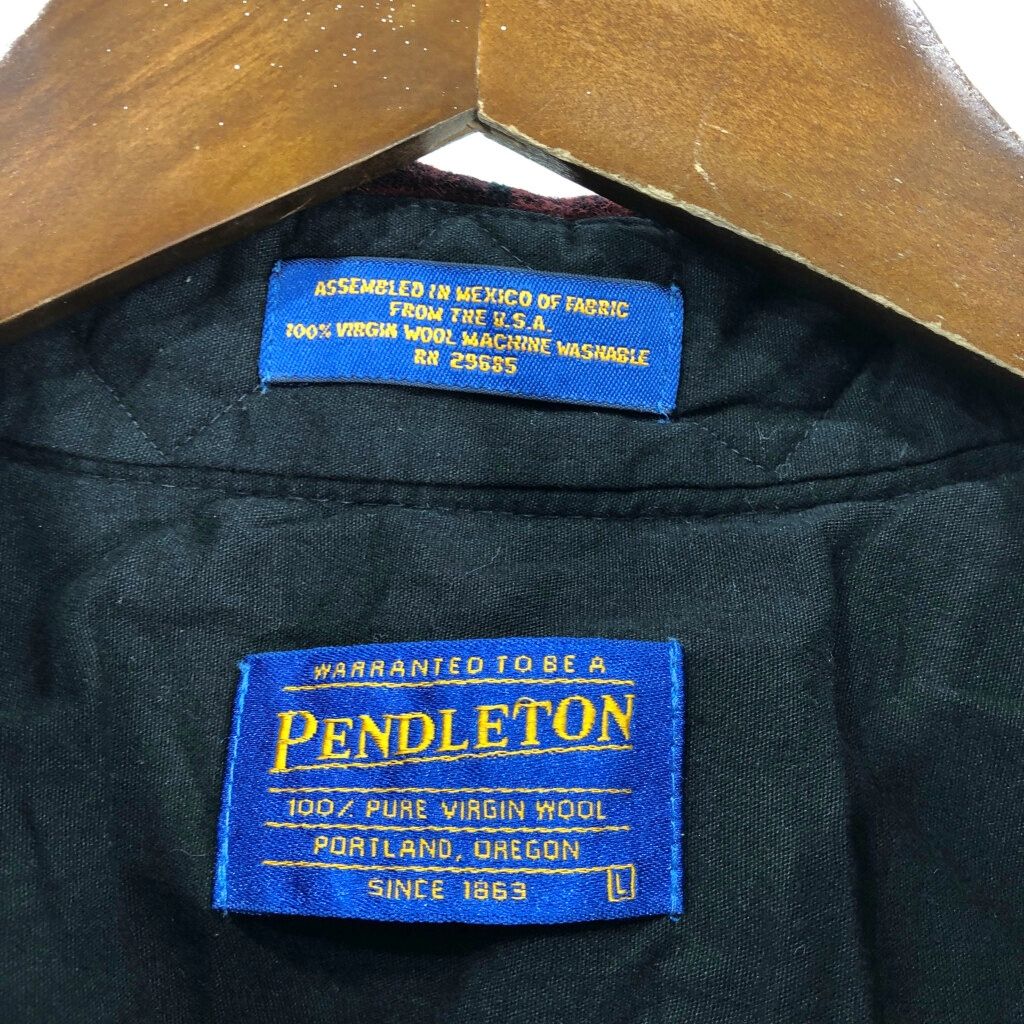 ASSEMBLED IN MEXICO OF FABRIC
FROM THE U.S.A.
100% VIRGIN WOOL MACHINE WASHABLE
RN 29685
WARRANTED TO BE A
PENDLETON
100% PURE VIRGIN WOOL
PORTLAND, OREGON
SINCE 1863 L